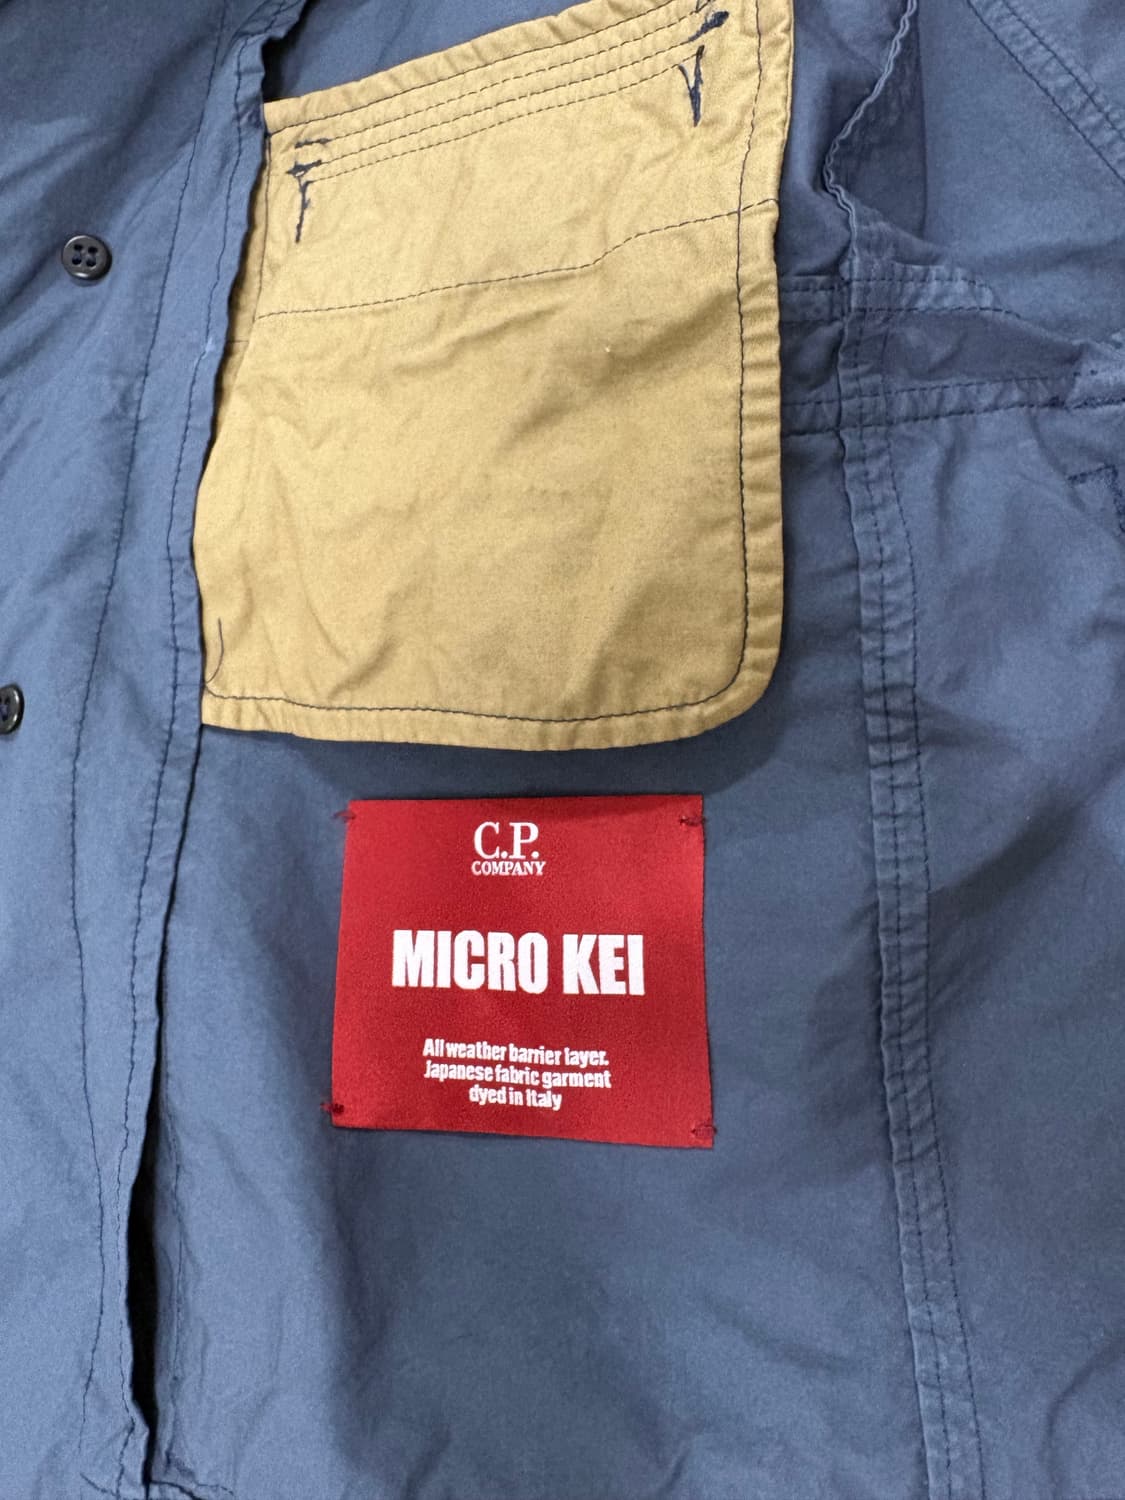 C.P.
COMPANY
MICRO KEI
All weather barrier layer.
Japanese fabric garment
dyed in Italy